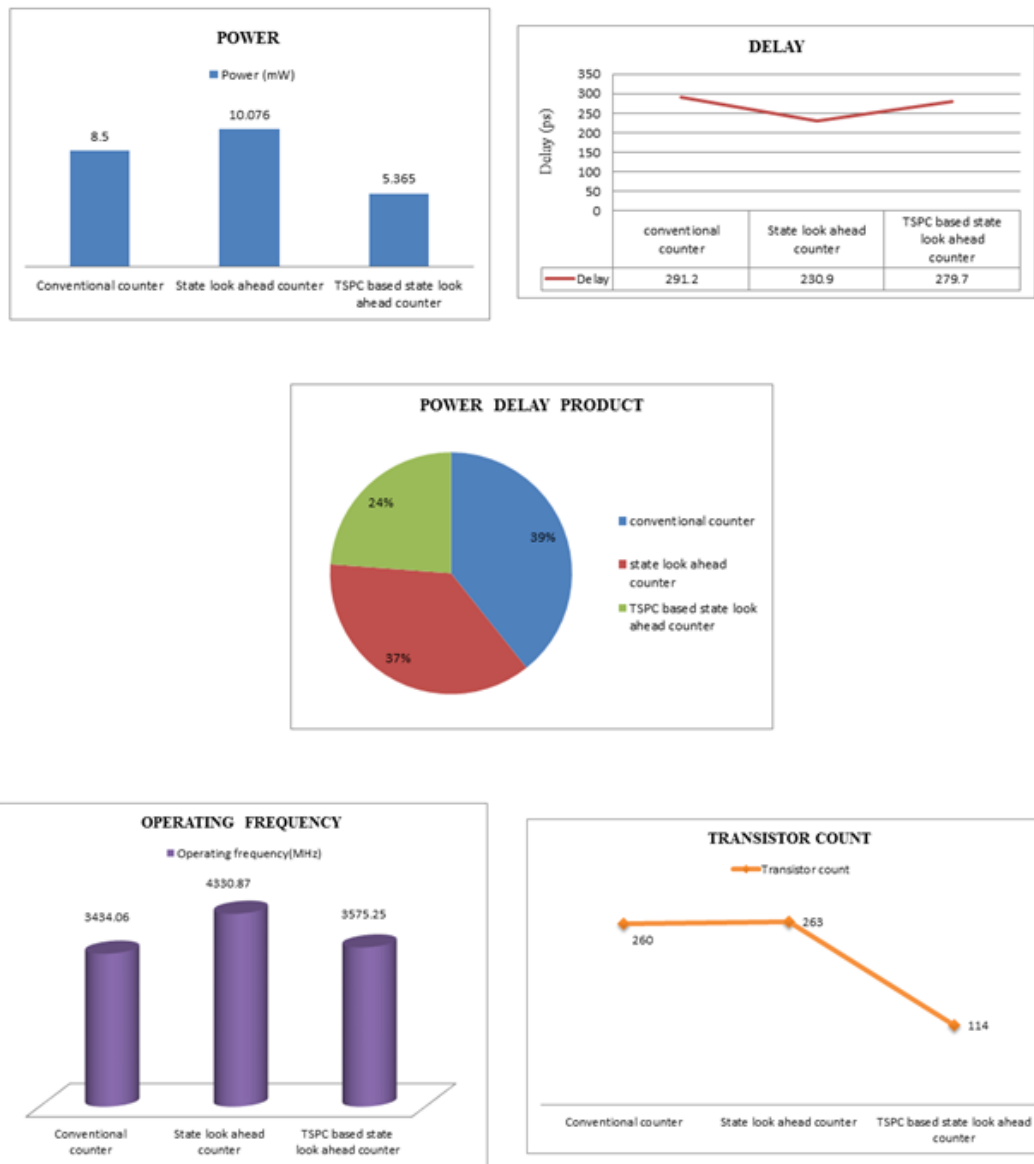 POWER
Power (mW)
8.5
10.076
5.365
Conventional counter State look ahead counter TSPC based state look
ahead counter
DELAY
Delay (ps)
350
300
250
200
150
100
50
0
conventional
counter
State look ahead
counter
TSPC based state
look ahead
counter
Delay 291.2 230.9 279.7
POWER DELAY PRODUCT
24%
39%
37%
conventional counter
state look ahead
counter
TSPC based state look
ahead counter
OPERATING FREQUENCY
Operating frequency(MHz)
3434.06
4330.87
3575.25
Conventional
counter
State look ahead
counter
TSPC based state
look ahead counter
TRANSISTOR COUNT
Transistor count
260
263
114
Conventional counter State look ahead counter TSPC based state look ahead
counter